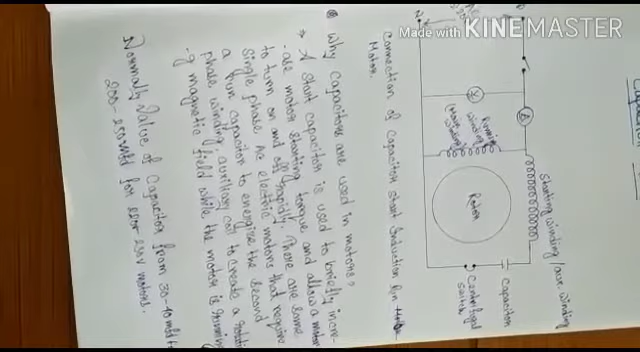 Made with KINEMASTER
Capacit
P
N
A
V
Starting winding / aux winding
Running
winding
(Main winding)
Rotor
Capacitor
Centrifugal
switch
Connection of Capacitor start Induction Run
Motor.
Why Capacitors are used in motors?
→ A start capacitor is used to briefly incr-
-ase motor starting torque and allow a motor
to turn on and off rapidly. There are some
single phase AC electric motors that require
a run capacitor to energize the second
phase winding auxiliary coil to create a
-g magnetic field while the motor is running
Normally Value of Capacitor from 30-40 mfd to
200-250 mfd for 220v-230v motors.